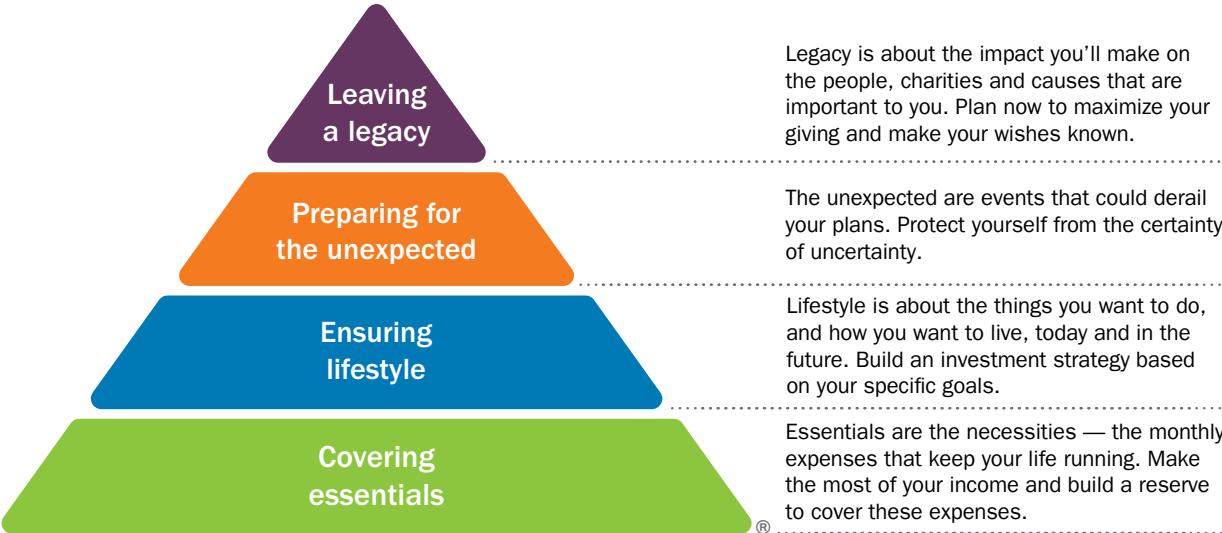 Leaving
a legacy
Legacy is about the impact you’ll make on
the people, charities and causes that are
important to you. Plan now to maximize your
giving and make your wishes known.
Preparing for
the unexpected
The unexpected are events that could derail
your plans. Protect yourself from the certainty
of uncertainty.
Ensuring
lifestyle
Lifestyle is about the things you want to do,
and how you want to live, today and in the
future. Build an investment strategy based
on your specific goals.
Covering
essentials
®
Essentials are the necessities — the monthly
expenses that keep your life running. Make
the most of your income and build a reserve
to cover these expenses.